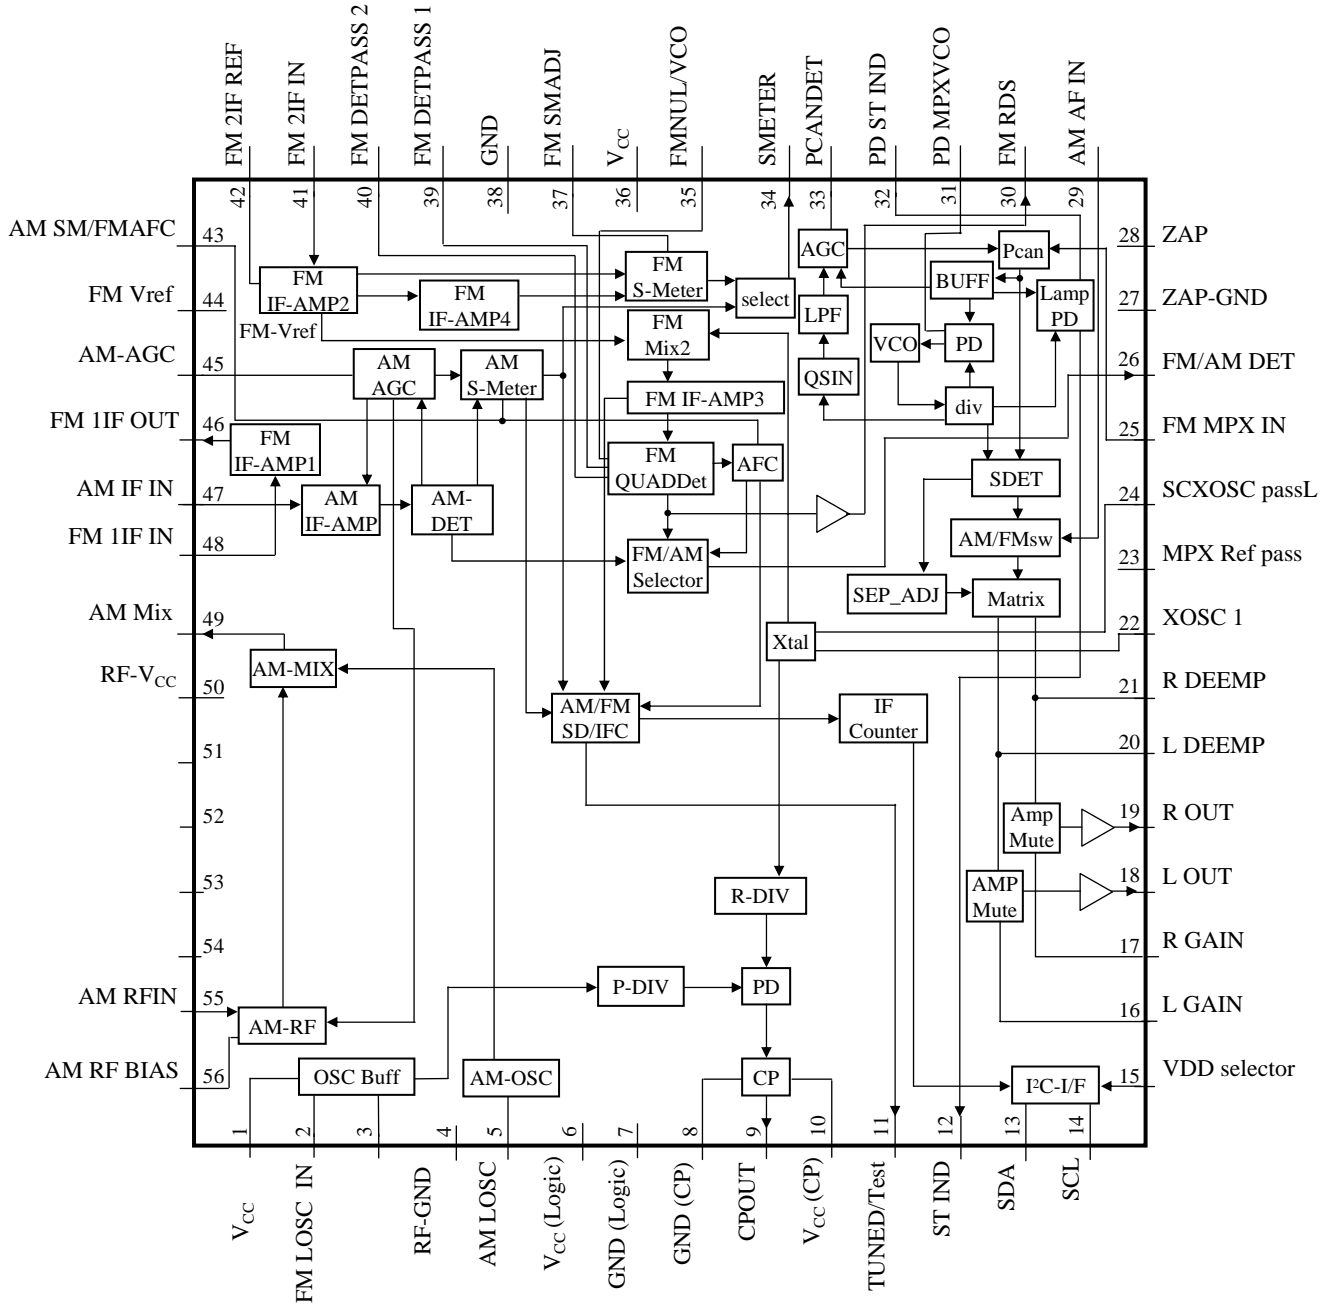 FM 2IF REF
FM 2IF IN
FM DETPASS 2
FM DETPASS 1
GND
FM SMADJ
VCC
FMNUL/VCO
SMETER
PCANDET
PD ST IND
PD MPXVCO
FM RDS
AM AF IN
42
41
40
39
38
37
36
35
34
33
32
31
30
29
AM SM/FMAFC
43
FM Vref
44
AM-AGC
45
FM 1IF OUT
46
AM IF IN
47
FM 1IF IN
48
AM Mix
49
RF-VCC
50
51
52
53
54
AM RFIN
55
AM RF BIAS
56
28
ZAP
27
ZAP-GND
26
FM/AM DET
25
FM MPX IN
24
SCXOSC passL
23
MPX Ref pass
22
XOSC 1
21
R DEEMP
20
L DEEMP
19
R OUT
18
L OUT
17
R GAIN
16
L GAIN
15
VDD selector
FM
IF-AMP2
FM-Vref
FM
IF-AMP4
FM
S-Meter
select
FM
Mix2
AM
AGC
AM
S-Meter
FM IF-AMP3
FM
IF-AMP1
FM
QUADDet
AFC
AM
IF-AMP
AM-
DET
FM/AM
Selector
AGC
Pcan
BUFF
Lamp
PD
LPF
VCO
PD
QSIN
div
SDET
AM/FMsw
SEP_ADJ
Matrix
Xtal
AM-MIX
AM/FM
SD/IFC
IF
Counter
Amp
Mute
AMP
Mute
R-DIV
P-DIV
PD
AM-RF
OSC Buff
AM-OSC
CP
I²C-I/F
1
2
3
4
5
6
7
8
9
10
11
12
13
14
VCC
FM LOSC IN
RF-GND
AM LOSC
VCC (Logic)
GND (Logic)
GND (CP)
CPOUT
VCC (CP)
TUNED/Test
ST IND
SDA
SCL